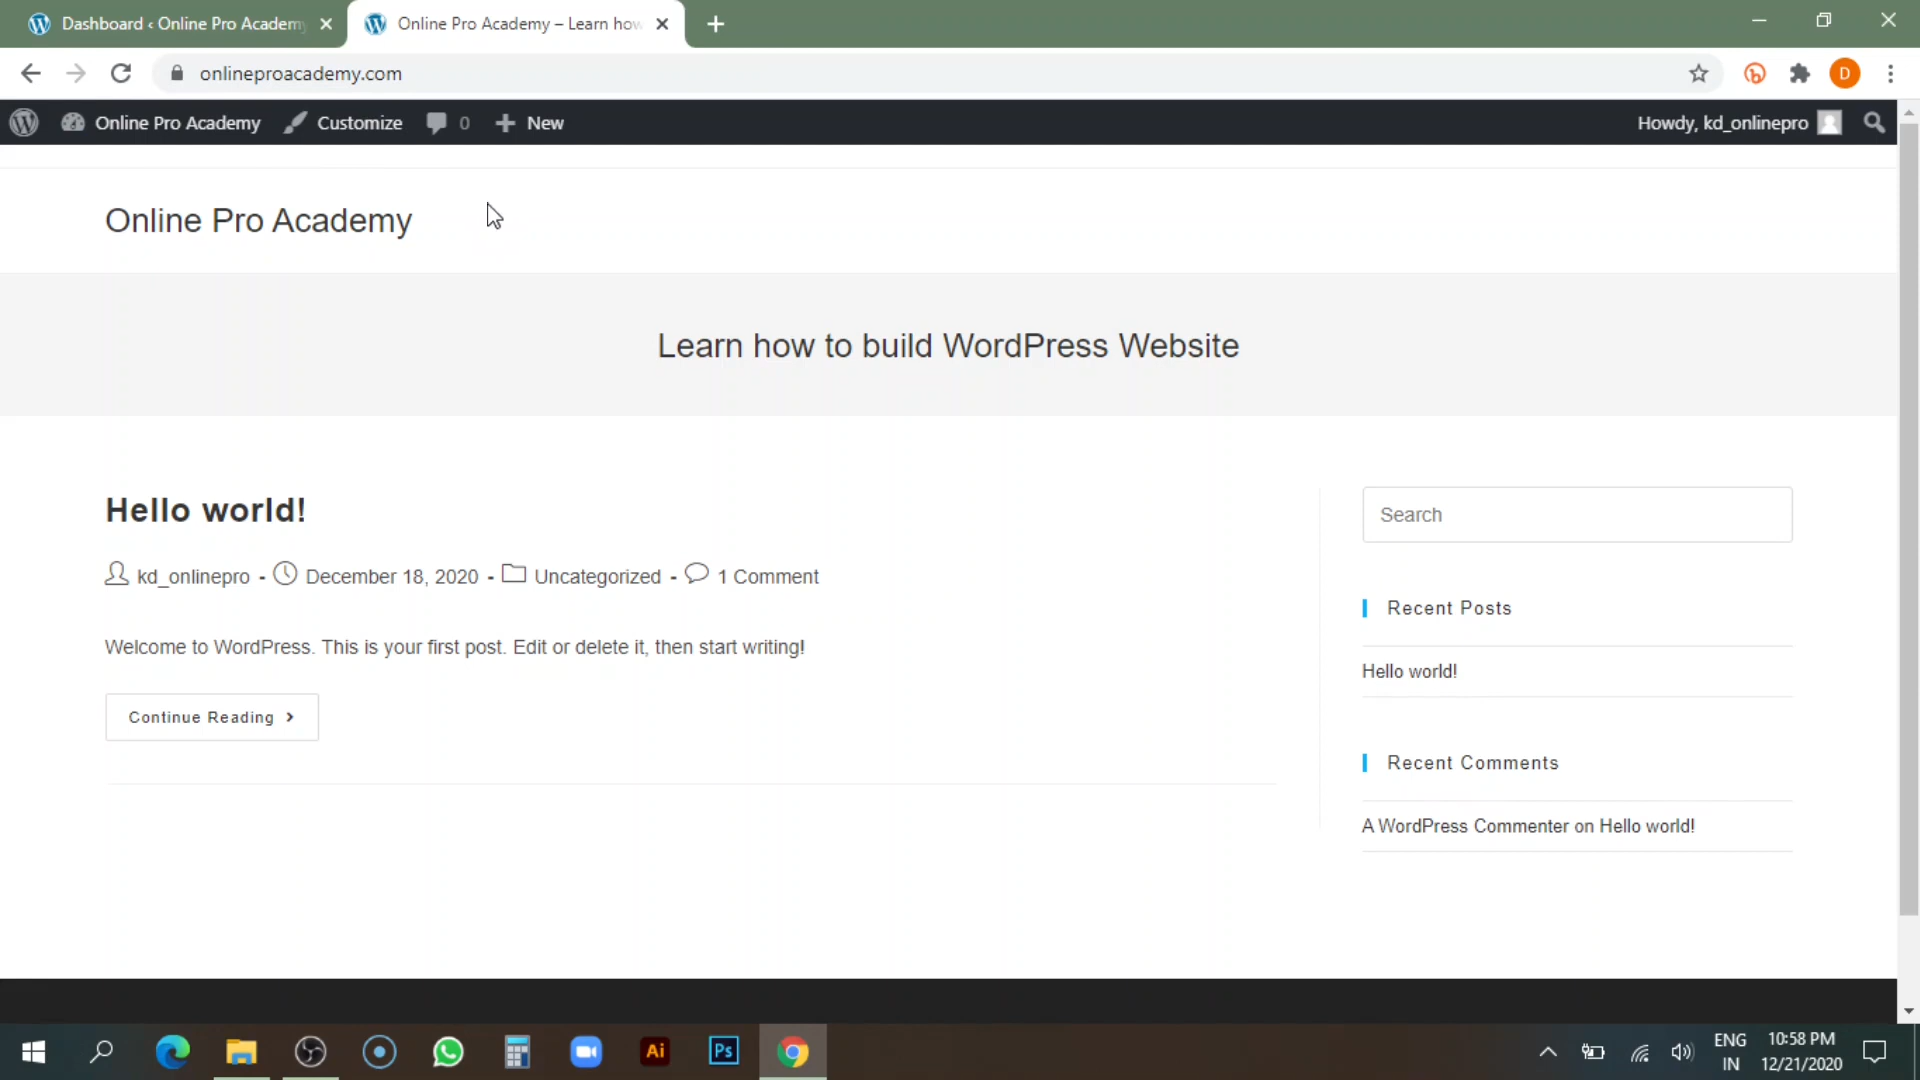 Dashboard ‹ Online Pro Academ
Online Pro Academy – Learn how
onlineproacademy.com
D
Online Pro Academy
Customize
0
New
Howdy, kd_onlinepro
Online Pro Academy
Learn how to build WordPress Website
Hello world!
kd_onlinepro - December 18, 2020 - Uncategorized - 1 Comment
Welcome to WordPress. This is your first post. Edit or delete it, then start writing!
Continue Reading
Search
Recent Posts
Hello world!
Recent Comments
A WordPress Commenter on Hello world!
Ai
Ps
ENG
IN
10:58 PM
12/21/2020